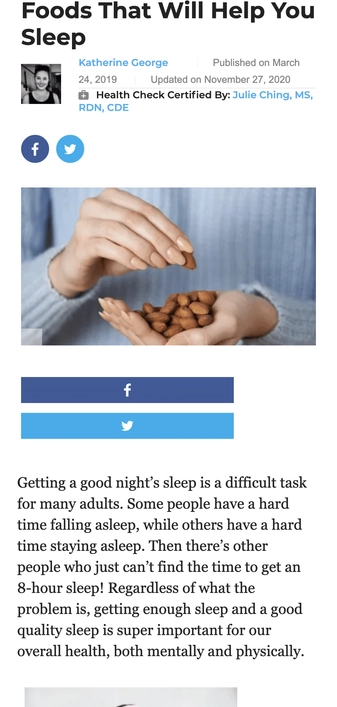 Foods That Will Help You
Sleep
Katherine George Published on March
24, 2019 Updated on November 27, 2020
Health Check Certified By: Julie Ching, MS,
RDN, CDE
Getting a good night's sleep is a difficult task
for many adults. Some people have a hard
time falling asleep, while others have a hard
time staying asleep. Then there's other
people who just can't find the time to get an
8-hour sleep! Regardless of what the
problem is, getting enough sleep and a good
quality sleep is super important for our
overall health, both mentally and physically.